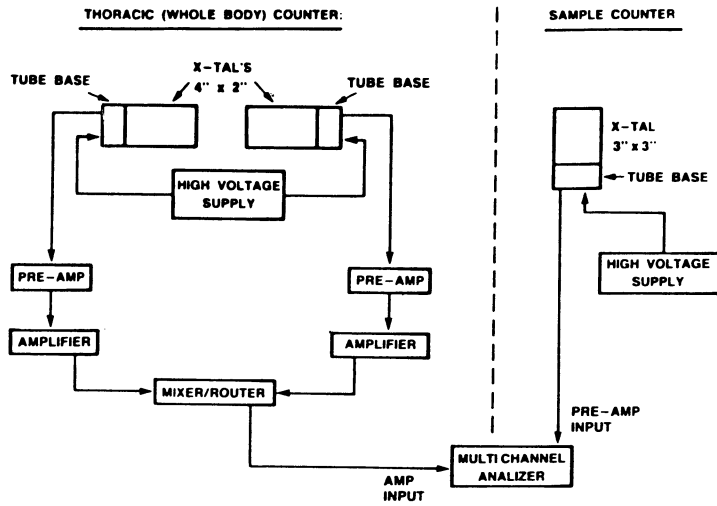 THORACIC (WHOLE BODY) COUNTER:
SAMPLE COUNTER
TUBE BASE
X-TAL'S
4" x 2"
TUBE BASE
HIGH VOLTAGE
SUPPLY
PRE-AMP
PRE-AMP
AMPLIFIER
AMPLIFIER
MIXER/ROUTER
AMP
INPUT
X-TAL
3" x 3"
TUBE BASE
HIGH VOLTAGE
SUPPLY
PRE-AMP
INPUT
MULTI CHANNEL
ANALIZER